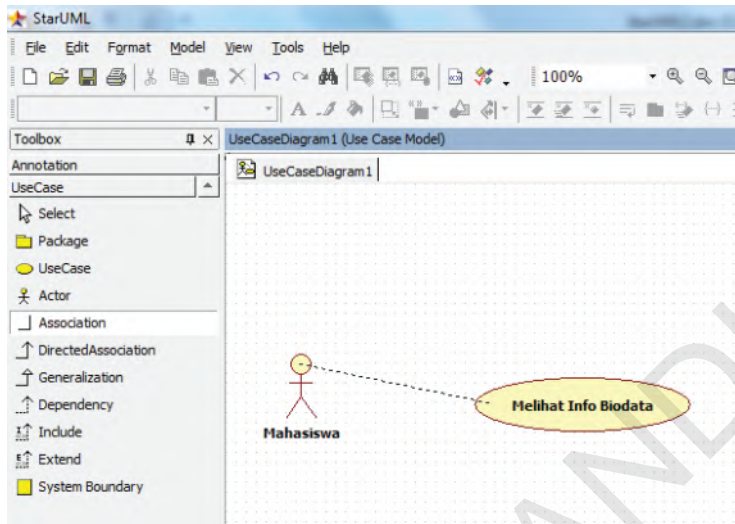 StarUML
File Edit Format Model View Tools Help
100%
Toolbox
UseCaseDiagram1 (Use Case Model)
Annotation
UseCaseDiagram1
UseCase
Select
Package
UseCase
Actor
Association
DirectedAssociation
Generalization
Dependency
Include
Extend
System Boundary
Mahasiswa
Melihat Info Biodata